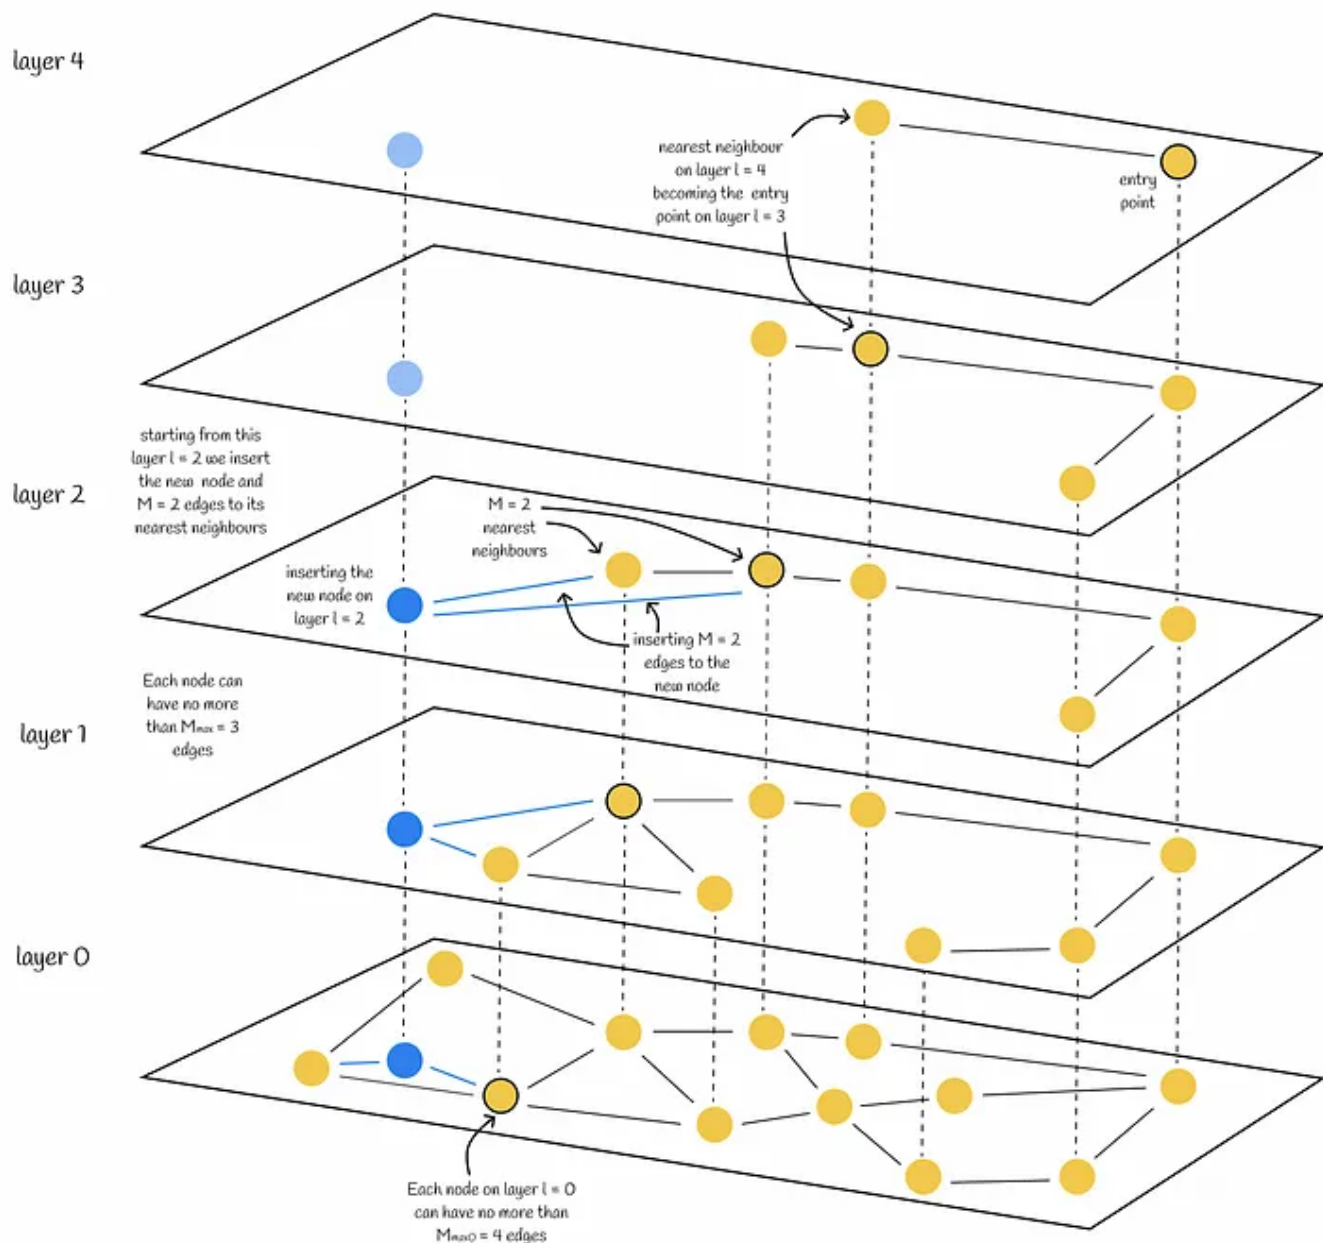 layer 4
nearest neighbour
on layer l = 4
becoming the entry
point on layer l = 3
entry
point
layer 3
starting from this
layer l = 2 we insert
the new node and
M = 2 edges to its
nearest neighbours
layer 2
M = 2
nearest
neighbours
inserting the
new node on
layer l = 2
inserting M = 2
edges to the
new node
Each node can
have no more
than Mmax = 3
edges
layer 1
layer 0
Each node on layer l = 0
can have no more than
Mmax0 = 4 edges